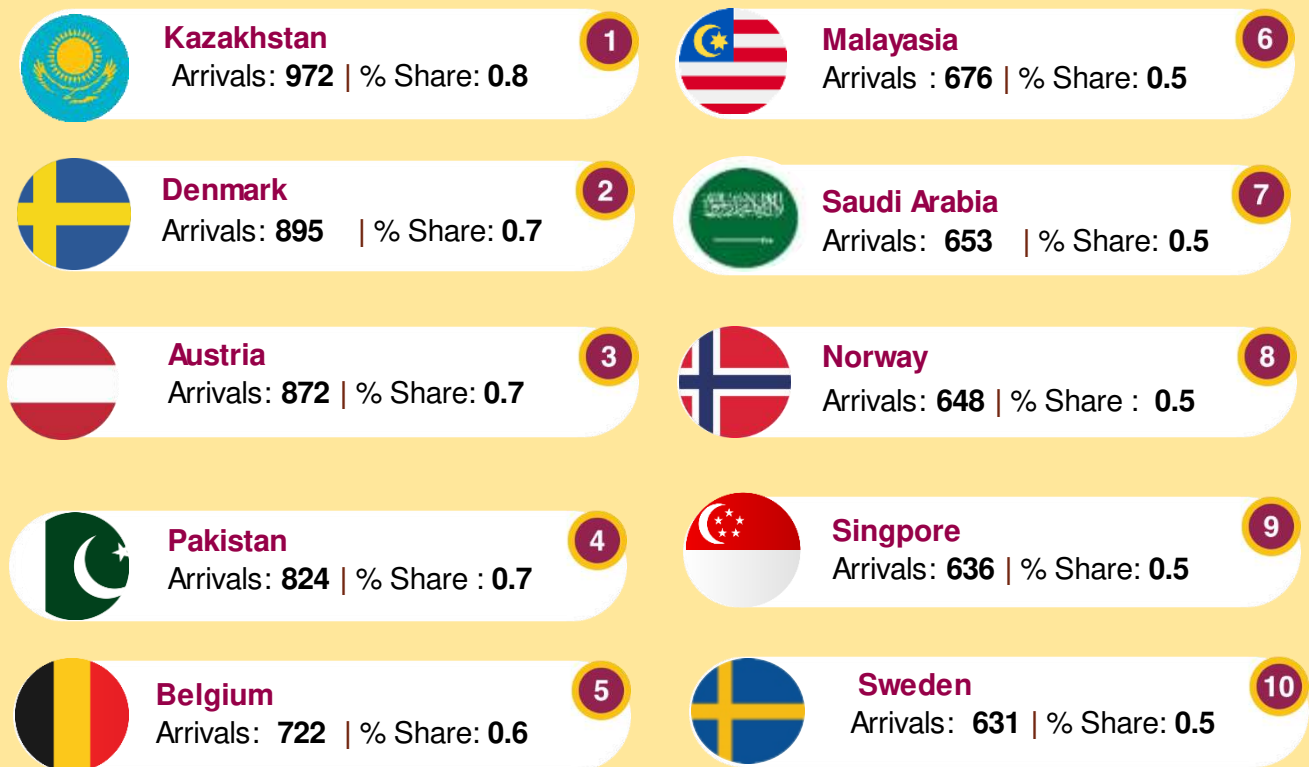 Kazakhstan
Arrivals: 972 | % Share: 0.8
1
Denmark
Arrivals: 895 | % Share: 0.7
2
Austria
Arrivals: 872 | % Share: 0.7
3
Pakistan
Arrivals: 824 | % Share : 0.7
4
Belgium
Arrivals: 722 | % Share: 0.6
5
Malayasia
Arrivals : 676 | % Share: 0.5
6
Saudi Arabia
Arrivals: 653 | % Share: 0.5
7
Norway
Arrivals: 648 | % Share : 0.5
8
Singpore
Arrivals: 636 | % Share: 0.5
9
Sweden
Arrivals: 631 | % Share: 0.5
10